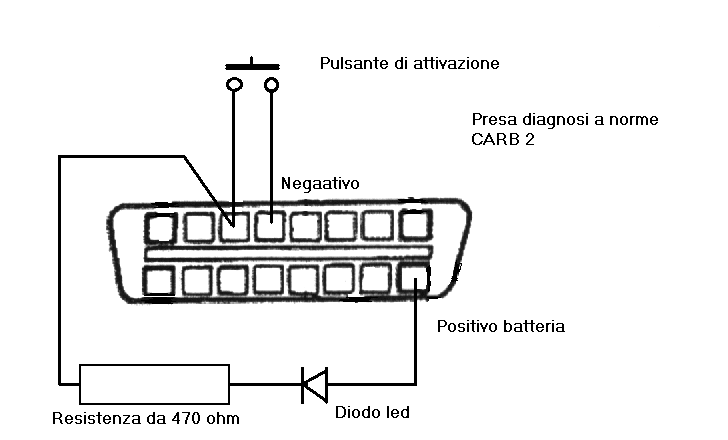 Pulsante di attivazione
Presa diagnosi a norme
CARB 2
Negaativo
Positivo batteria
Diodo led
Resistenza da 470 ohm